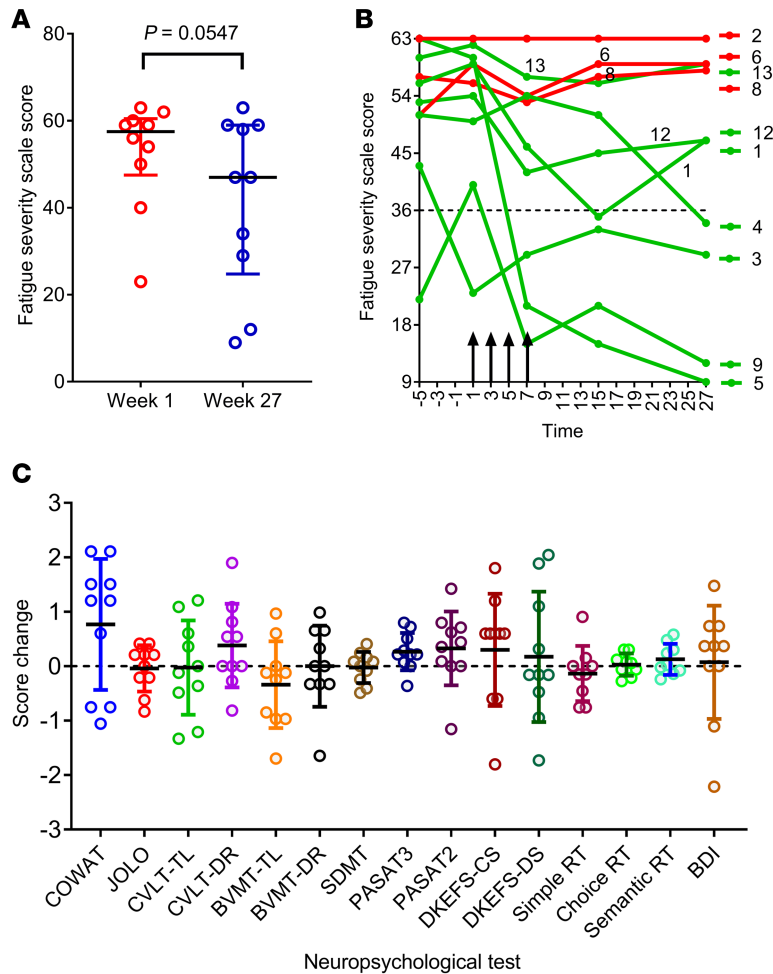 A
P = 0.0547
Fatigue severity scale score
80
60
40
20
0
Week 1
Week 27
B
Fatigue severity scale score
63
54
45
36
27
18
9
-5
-3
-1
1
3
5
7
9
11
13
15
17
19
21
23
25
27
Time
13
6
8
12
1
2
6
13
8
12
1
4
3
9
5
C
Score change
3
2
1
0
-1
-2
-3
COWAT
JOLO
CVLT-TL
CVLT-DR
BVMT-TL
BVMT-DR
SDMT
PASAT3
PASAT2
DKEFS-CS
DKEFS-DS
Simple RT
Choice RT
Semantic RT
BDI
Neuropsychological test